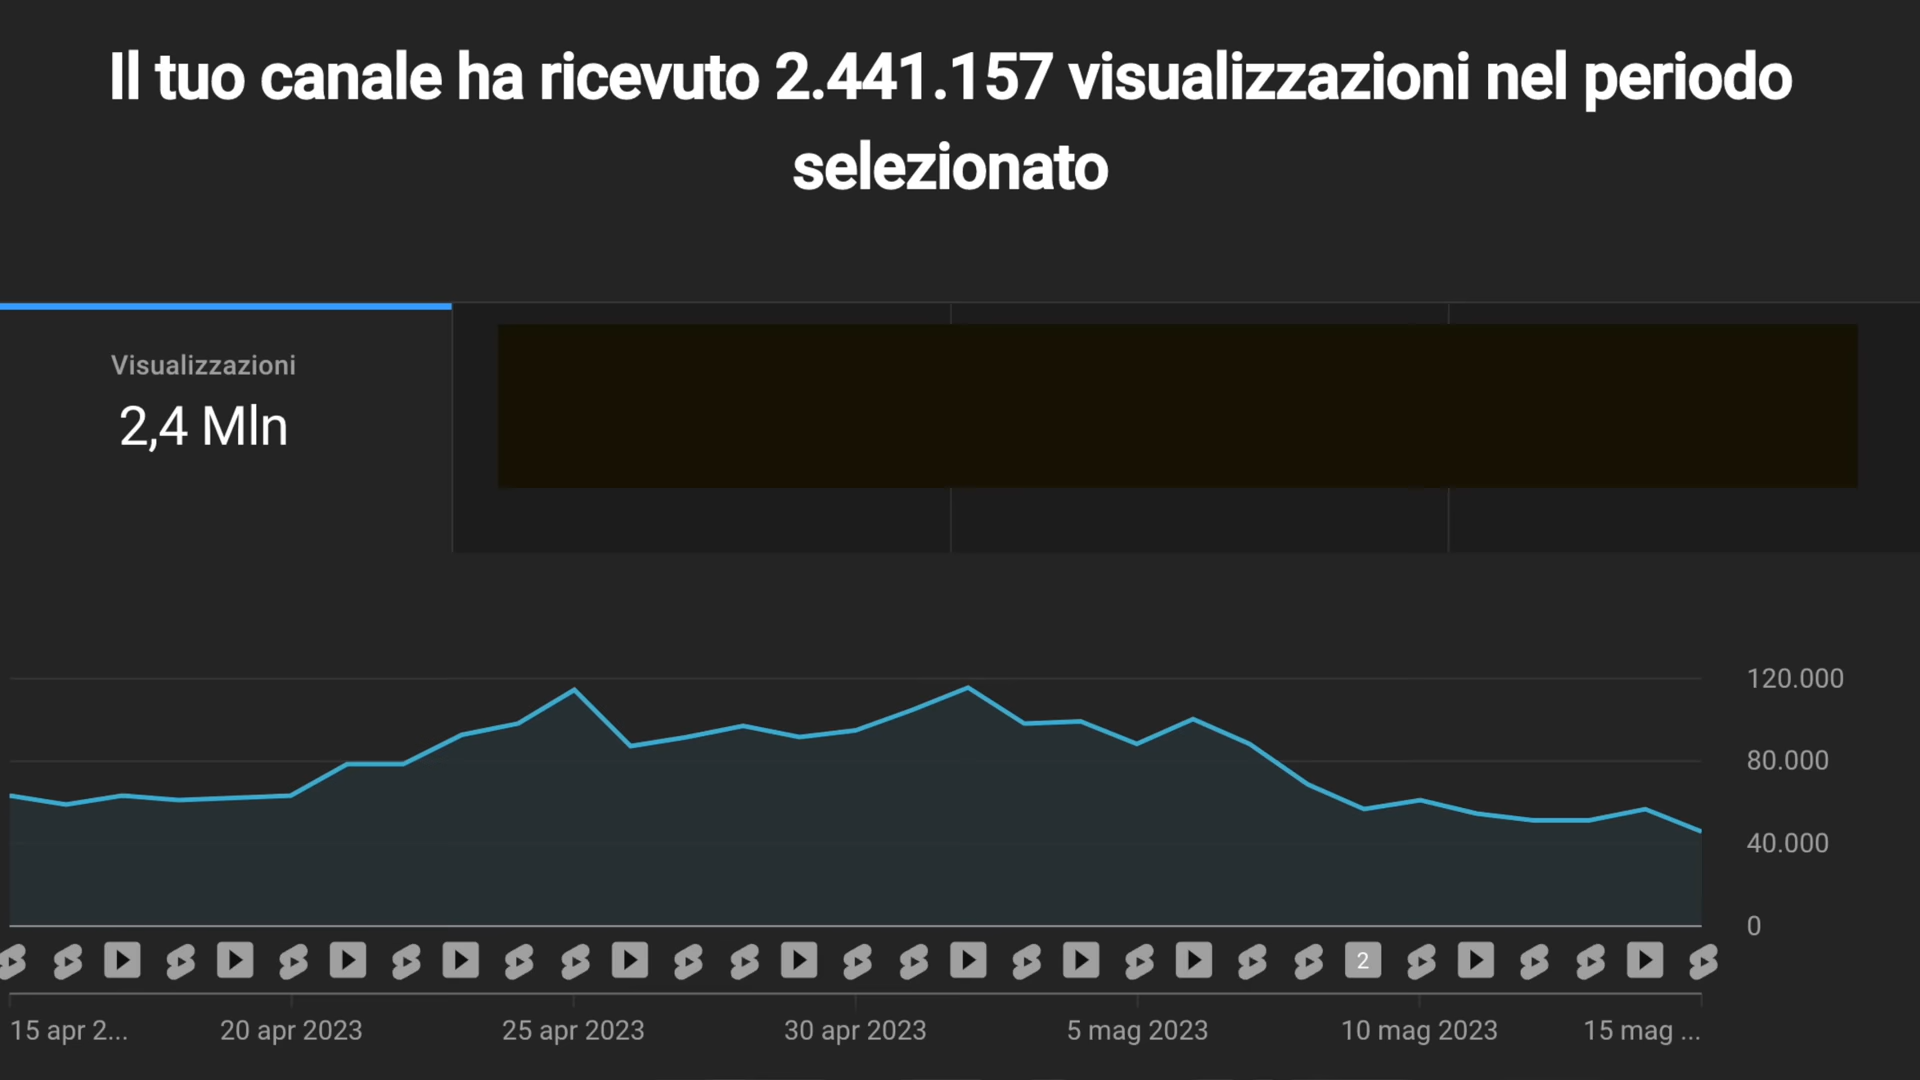 Il tuo canale ha ricevuto 2.441.157 visualizzazioni nel periodo
selezionato
Visualizzazioni
2,4 Mln
120.000
80.000
40.000
0
2
15 apr 2...
20 apr 2023
25 apr 2023
30 apr 2023
5 mag 2023
10 mag 2023
15 mag ...